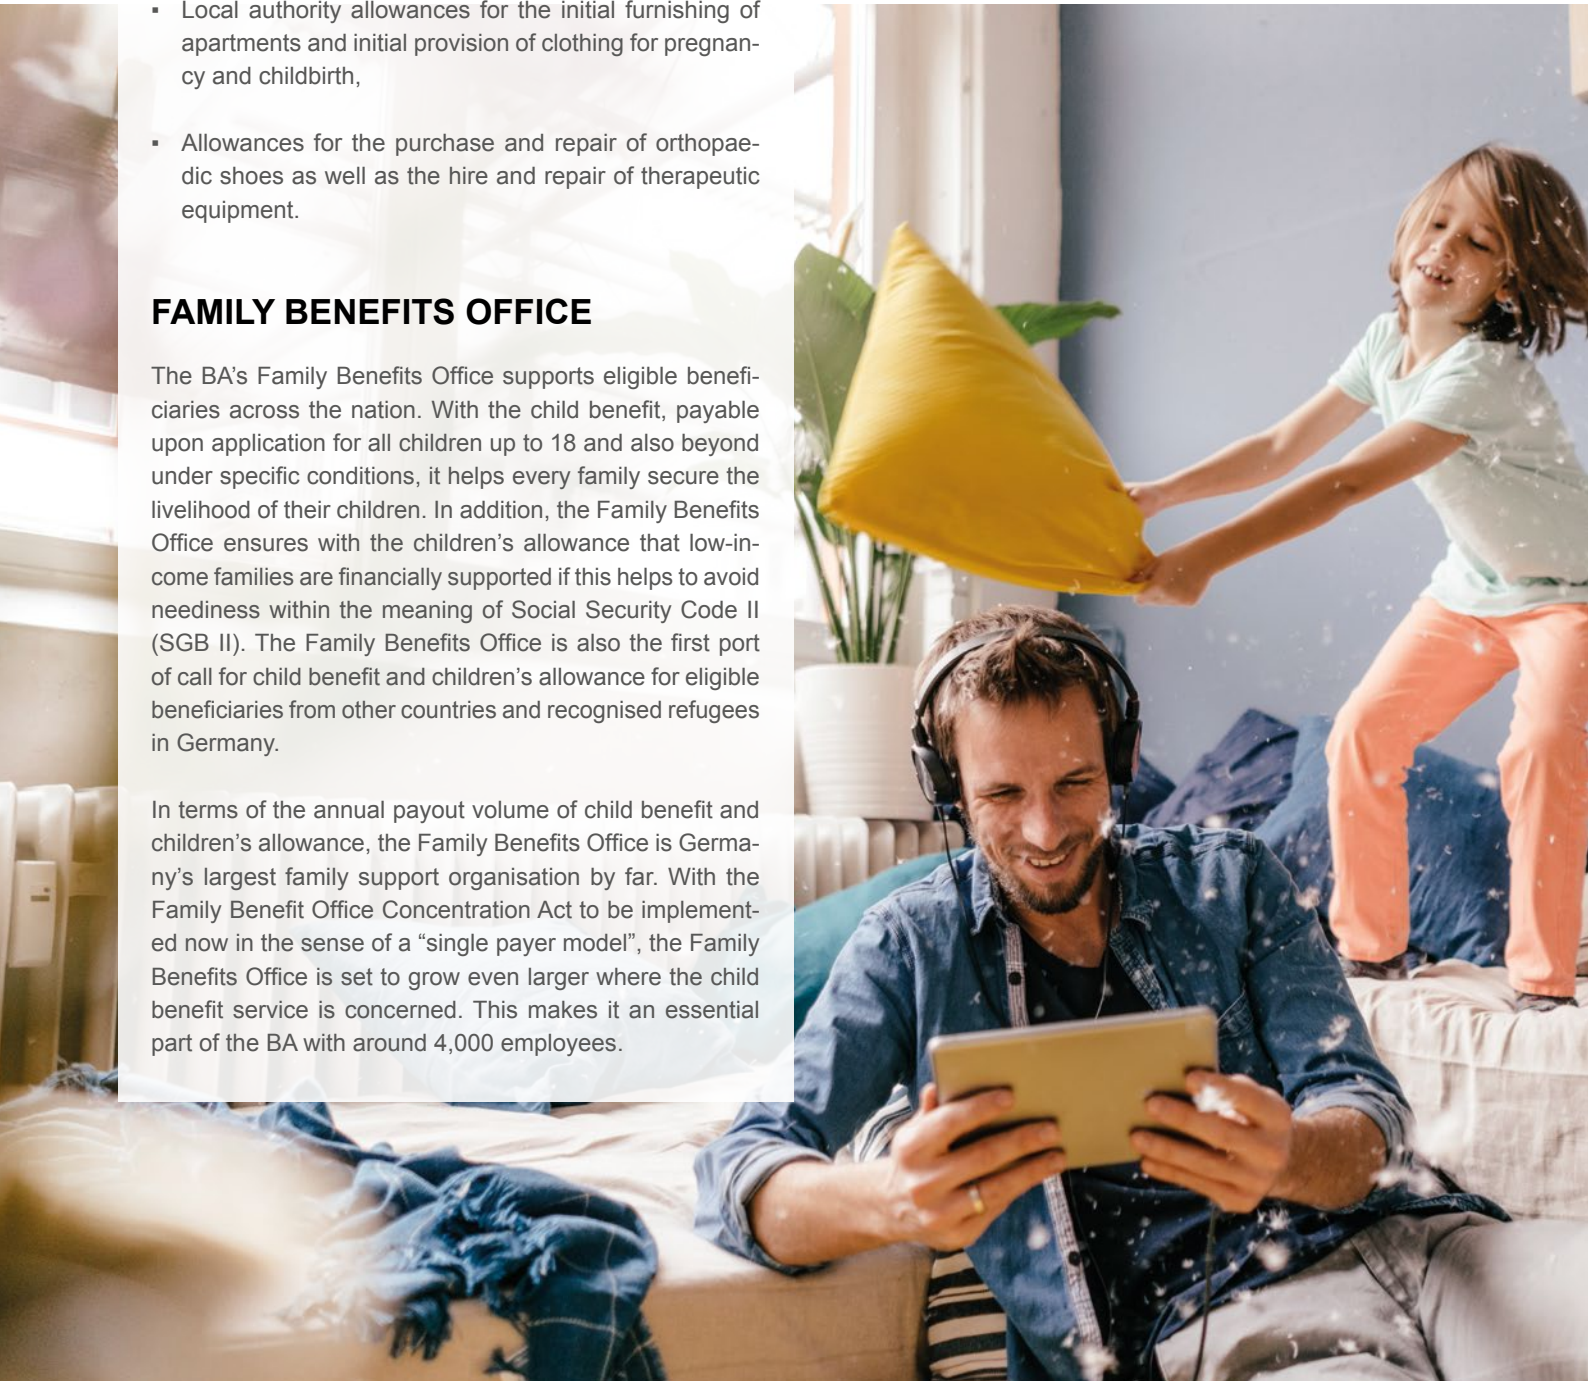 ▪ Local authority allowances for the initial furnishing of
apartments and initial provision of clothing for pregnan-
cy and childbirth,
▪ Allowances for the purchase and repair of orthopae-
dic shoes as well as the hire and repair of therapeutic
equipment.
FAMILY BENEFITS OFFICE
The BA’s Family Benefits Office supports eligible benefi-
ciaries across the nation. With the child benefit, payable
upon application for all children up to 18 and also beyond
under specific conditions, it helps every family secure the
livelihood of their children. In addition, the Family Benefits
Office ensures with the children’s allowance that low-in-
come families are financially supported if this helps to avoid
neediness within the meaning of Social Security Code II
(SGB II). The Family Benefits Office is also the first port
of call for child benefit and children’s allowance for eligible
beneficiaries from other countries and recognised refugees
in Germany.
In terms of the annual payout volume of child benefit and
children’s allowance, the Family Benefits Office is Germa-
ny’s largest family support organisation by far. With the
Family Benefit Office Concentration Act to be implement-
ed now in the sense of a “single payer model”, the Family
Benefits Office is set to grow even larger where the child
benefit service is concerned. This makes it an essential
part of the BA with around 4,000 employees.